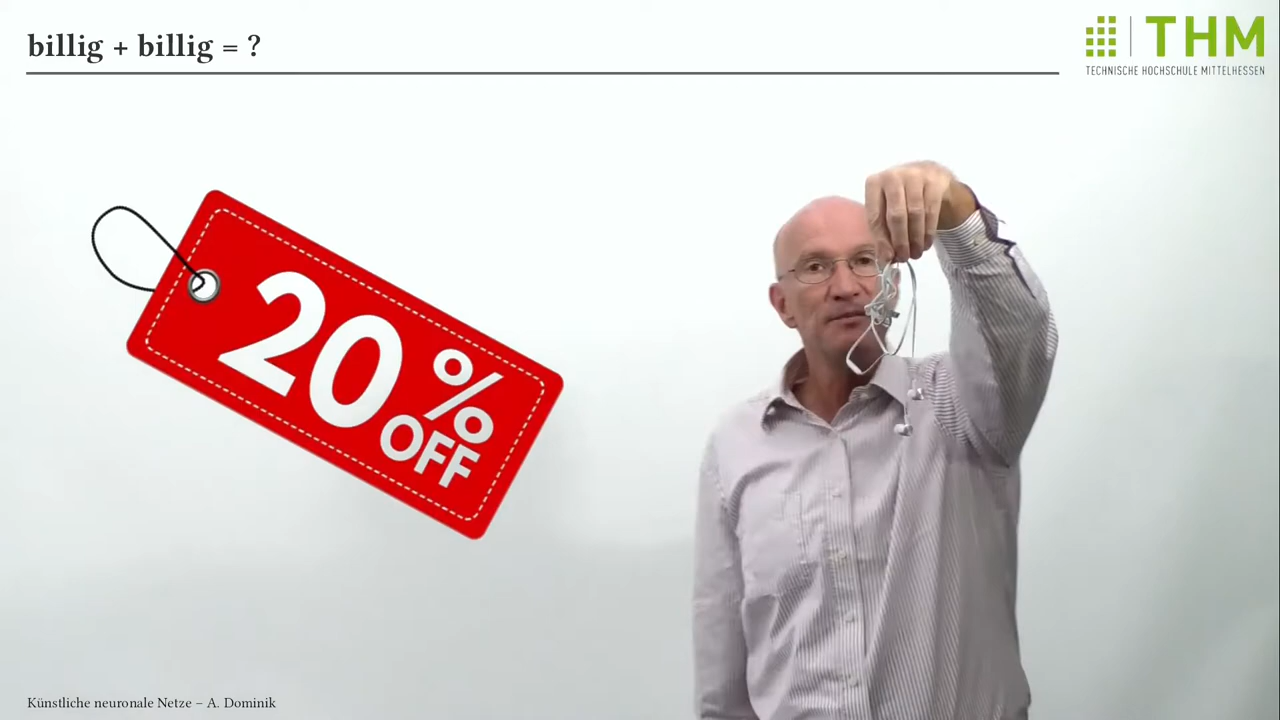 billig + billig = ?
THM
TECHNISCHE HOCHSCHULE MITTELHESSEN
20%
OFF
Künstliche neuronale Netze – A. Dominik